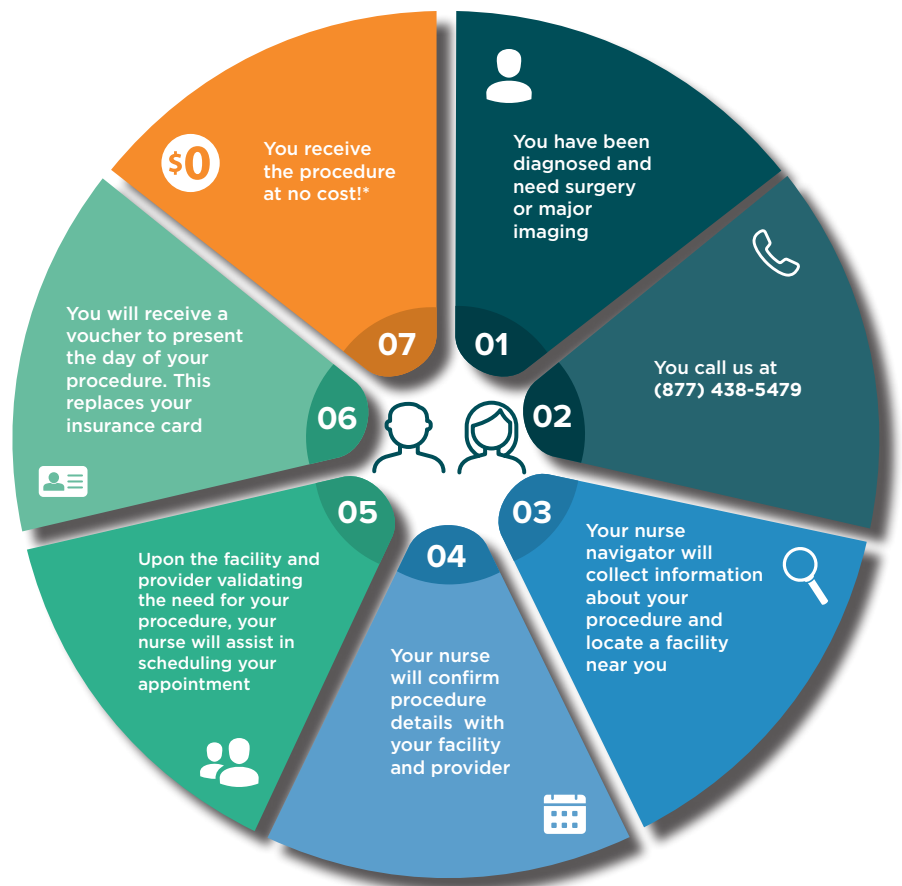 01
You have been
diagnosed and
need surgery
or major
imaging
02
You call us at
(877) 438-5479
03
Your nurse
navigator will
collect information
about your
procedure and
locate a facility
near you
04
Your nurse
will confirm
procedure
details with
your facility
and provider
05
Upon the facility and
provider validating
the need for your
procedure, your
nurse will assist in
scheduling your
appointment
06
You will receive a
voucher to present
the day of your
procedure. This
replaces your
insurance card
07
$0
You receive
the procedure
at no cost!*